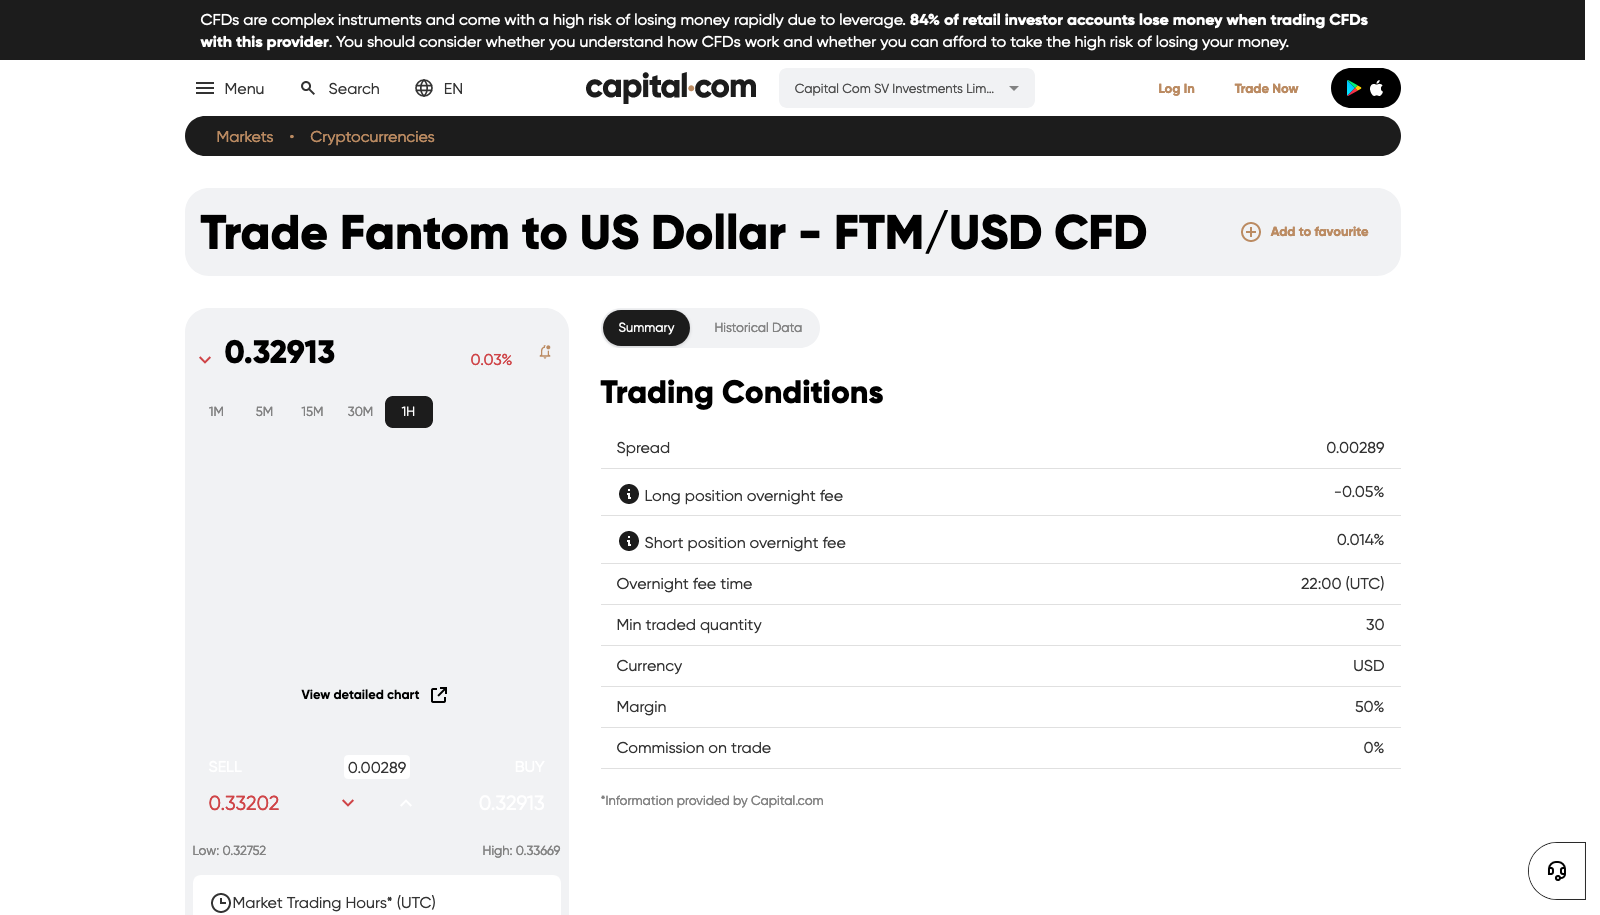 CFDs are complex instruments and come with a high risk of losing money rapidly due to leverage. 84% of retail investor accounts lose money when trading CFDs
with this provider. You should consider whether you understand how CFDs work and whether you can afford to take the high risk of losing your money.
Menu Search EN capital.com Capital Com SV Investments Lim... Log In Trade Now
Markets • Cryptocurrencies
Trade Fantom to US Dollar - FTM/USD CFD Add to favourite
0.32913 0.03%
1M 5M 15M 30M 1H
View detailed chart
SELL 0.00289 BUY
0.33202 0.32913
Low: 0.32752 High: 0.33669
Market Trading Hours* (UTC)
Summary Historical Data
Trading Conditions
Spread 0.00289
Long position overnight fee -0.05%
Short position overnight fee 0.014%
Overnight fee time 22:00 (UTC)
Min traded quantity 30
Currency USD
Margin 50%
Commission on trade 0%
*Information provided by Capital.com